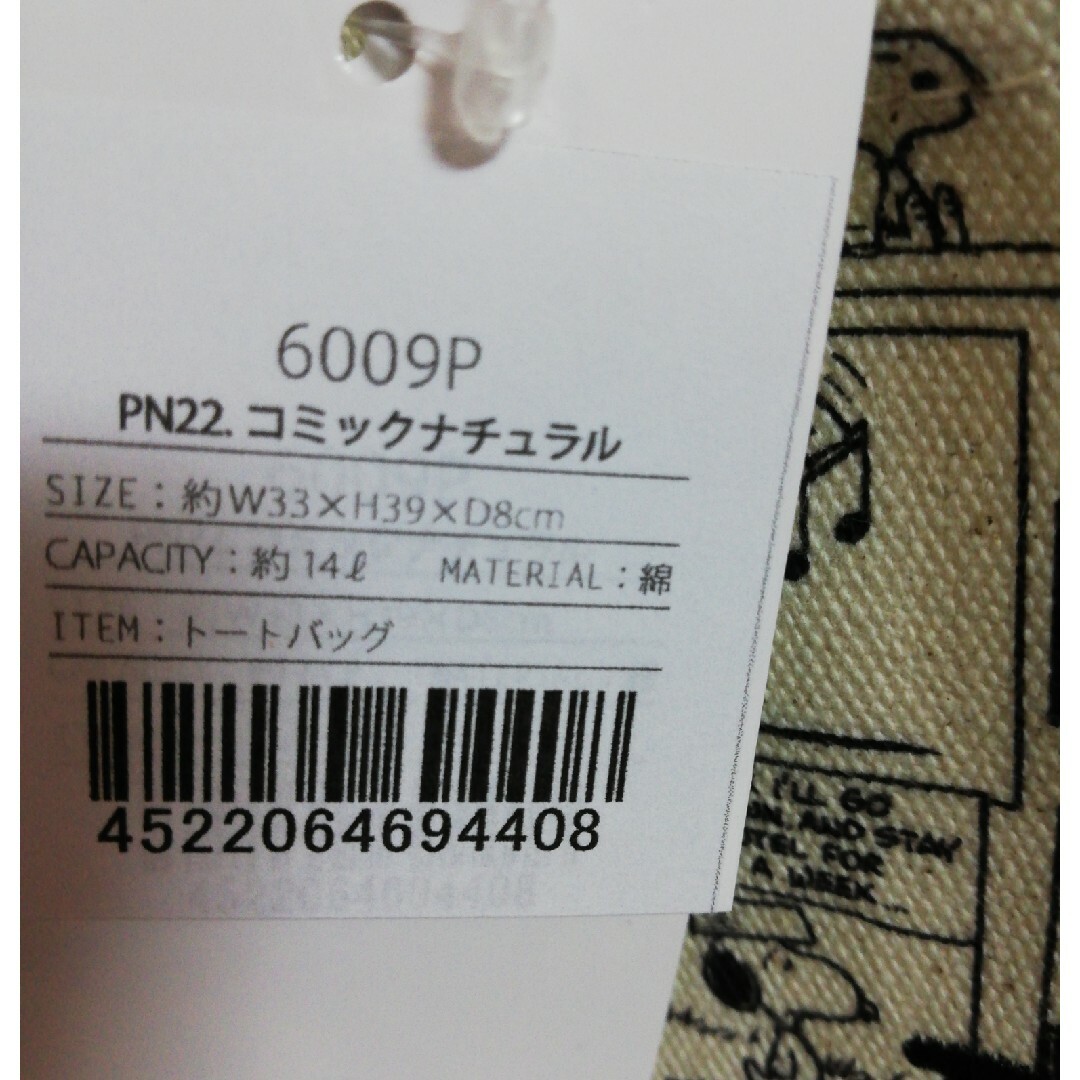 6009P
PN22. コミックナチュラル
SIZE：約W33×H39×D8cm
CAPACITY：約14ℓ MATERIAL：綿
ITEM：トートバッグ
4522064694408
I'LL GO
AND STAY
FOR
A WEEK...